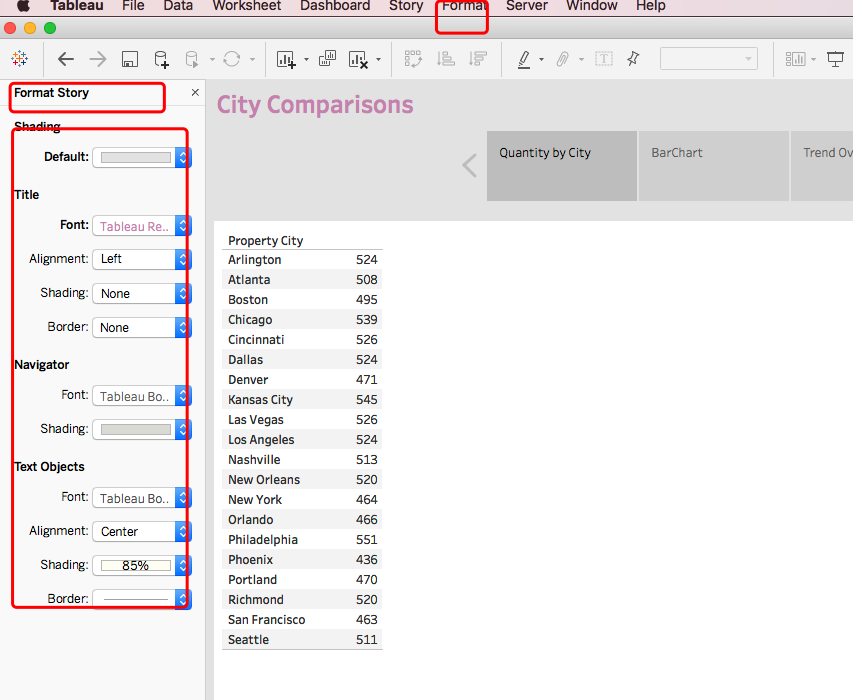 Tableau File Data Worksheet Dashboard Story Format Server Window Help
Format Story
Shading
Default:
Title
Font: Tableau Re..
Alignment: Left
Shading: None
Border: None
Navigator
Font: Tableau Bo..
Shading:
Text Objects
Font: Tableau Bo..
Alignment: Center
Shading: 85%
Border:
City Comparisons
Quantity by City
BarChart
Trend Ov
Property City
Arlington 524
Atlanta 508
Boston 495
Chicago 539
Cincinnati 526
Dallas 524
Denver 471
Kansas City 545
Las Vegas 526
Los Angeles 524
Nashville 513
New Orleans 520
New York 464
Orlando 466
Philadelphia 551
Phoenix 436
Portland 470
Richmond 520
San Francisco 463
Seattle 511